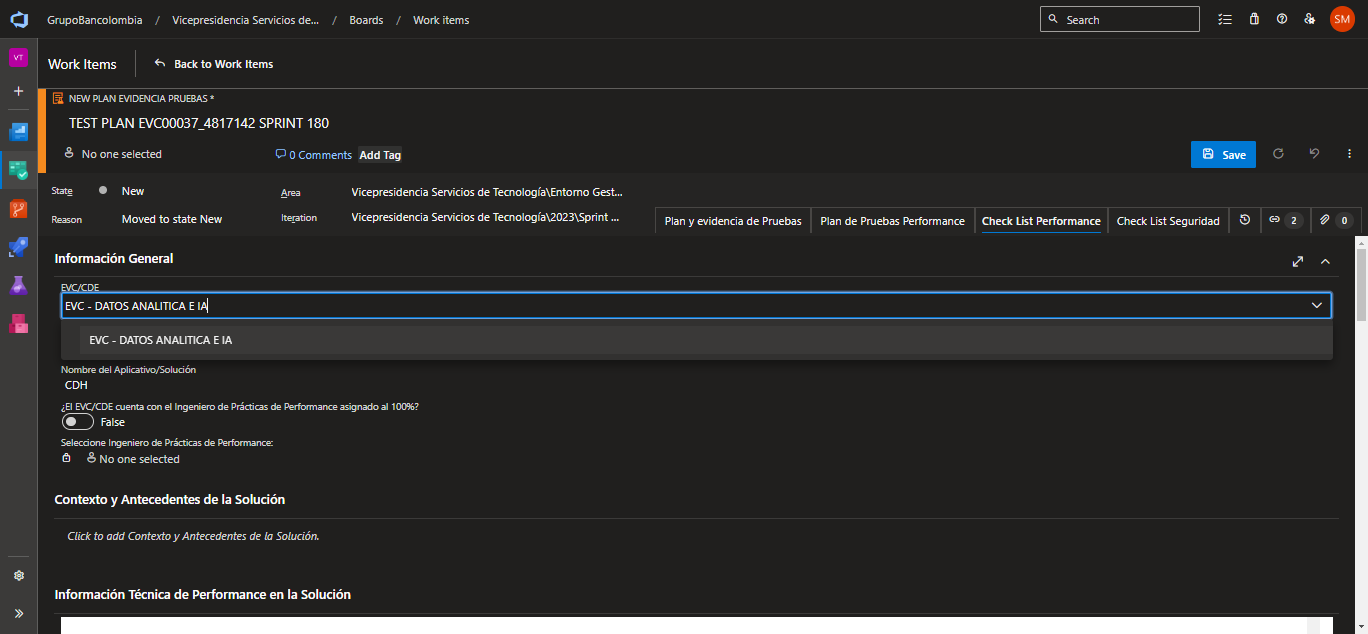 GrupoBancolombia / Vicepresidencia Servicios de... / Boards / Work items
Search
SM
VT
Work Items
Back to Work Items
NEW PLAN EVIDENCIA PRUEBAS *
TEST PLAN EVC00037_4817142 SPRINT 180
No one selected
0 Comments
Add Tag
Save
State
New
Area
Vicepresidencia Servicios de Tecnología\Entorno Gest...
Reason
Moved to state New
Iteration
Vicepresidencia Servicios de Tecnología\2023\Sprint ...
Plan y evidencia de Pruebas
Plan de Pruebas Performance
Check List Performance
Check List Seguridad
2
0
Información General
EVC/CDE
EVC - DATOS ANALITICA E IA
EVC - DATOS ANALITICA E IA
Nombre del Aplicativo/Solución
CDH
¿El EVC/CDE cuenta con el Ingeniero de Prácticas de Performance asignado al 100%?
False
Seleccione Ingeniero de Prácticas de Performance:
No one selected
Contexto y Antecedentes de la Solución
Click to add Contexto y Antecedentes de la Solución.
Información Técnica de Performance en la Solución